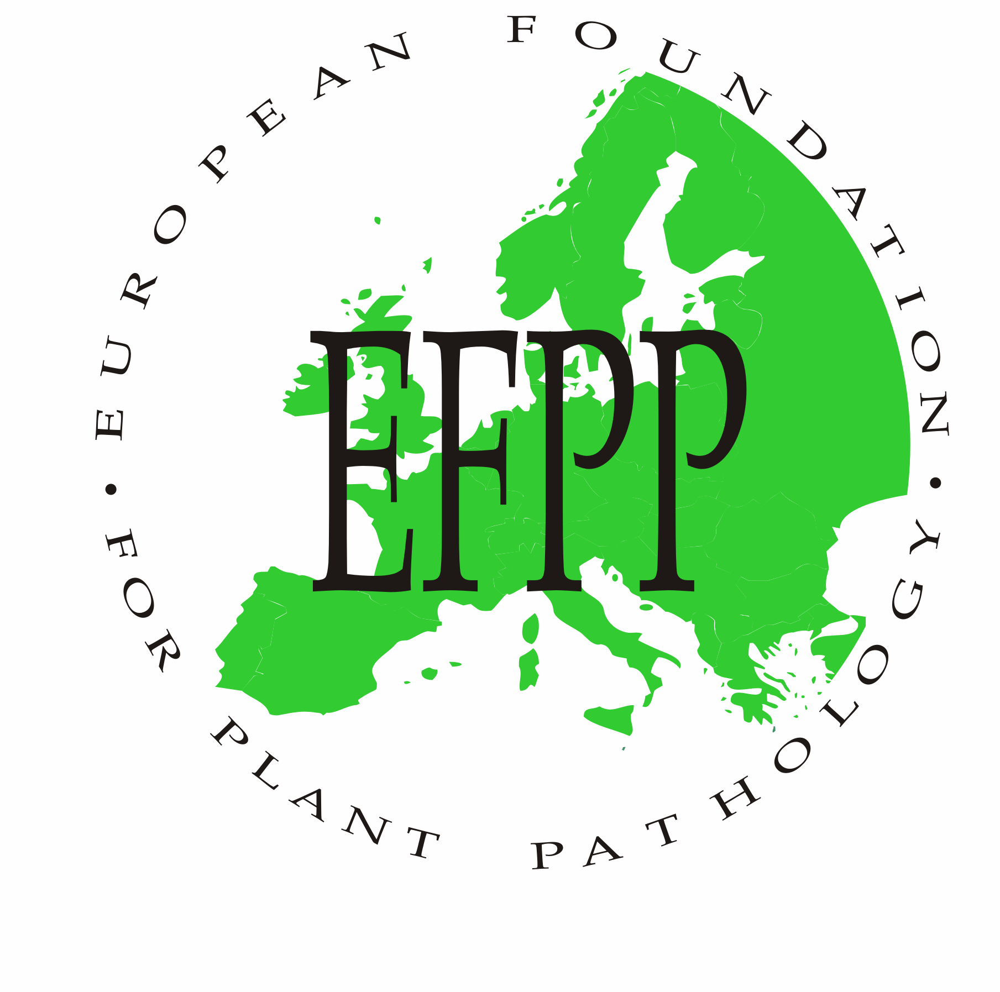 • EUROPEAN FOUNDATION •
FOR PLANT PATHOLOGY
EFPP